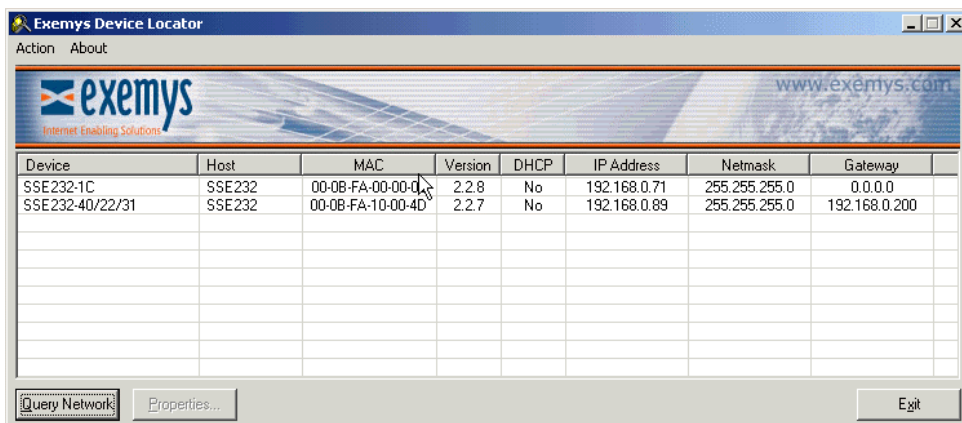 Exemys Device Locator
Action About
exemys
Internet Enabling Solutions
www.exemys.com
Device Host MAC Version DHCP IP Address Netmask Gateway
SSE232-1C SSE232 2.2.8 No 192.168.0.71 255.255.255.0 0.0.0.0
SSE232-40/22/31 SSE232 00-0B-FA-10-00-4D 2.2.7 No 192.168.0.89 255.255.255.0 192.168.0.200
Query Network Properties... Exit